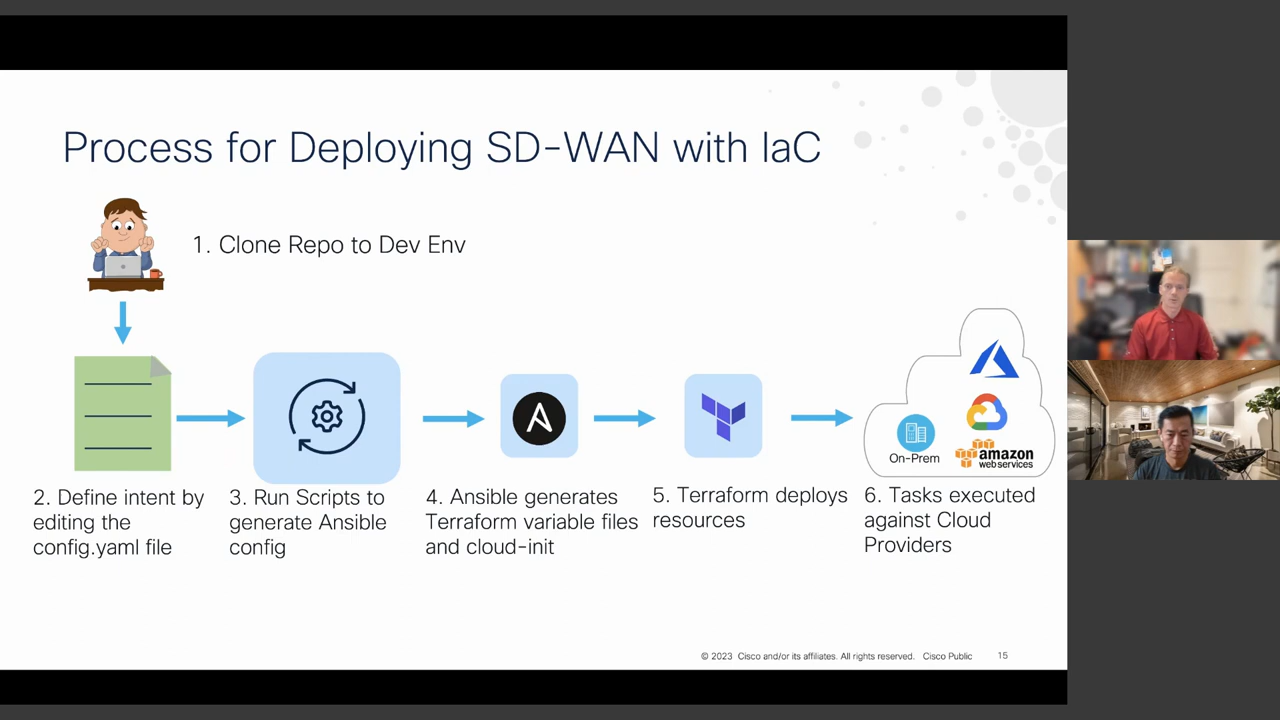 Process for Deploying SD-WAN with IaC
1. Clone Repo to Dev Env
On-Prem
amazon
webservices
2. Define intent by
editing the
config.yaml file
3. Run Scripts to
generate Ansible
config
4. Ansible generates
Terraform variable files
and cloud-init
5. Terraform deploys
resources
6. Tasks executed
against Cloud
Providers
© 2023 Cisco and/or its affiliates. All rights reserved. Cisco Public 15